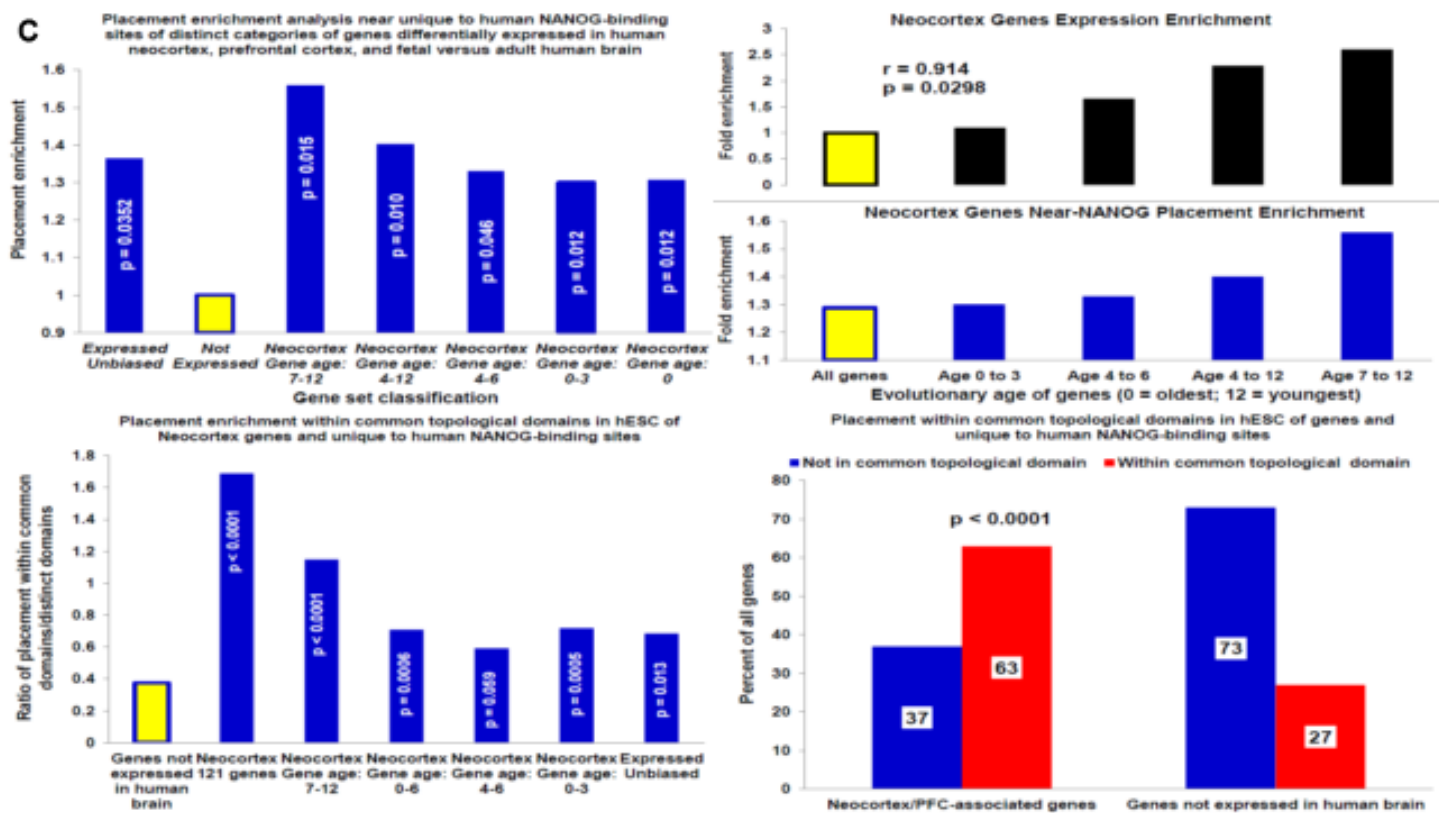 C
Placement enrichment analysis near unique to human NANOG-binding
sites of distinct categories of genes differentially expressed in human
neocortex, prefrontal cortex, and fetal versus adult human brain
Placement enrichment
1.6
1.5
1.4
1.3
1.2
1.1
1
0.9
p = 0.0352
p = 0.015
p = 0.010
p = 0.046
p = 0.012
p = 0.012
Expressed Unbiased
Not Expressed
Neocortex Gene age: 7-12
Neocortex Gene age: 4-12
Neocortex Gene age: 4-6
Neocortex Gene age: 0-3
Neocortex Gene age: 0
Gene set classification
Neocortex Genes Expression Enrichment
Fold enrichment
3
2.5
2
1.5
1
0.5
0
r = 0.914
p = 0.0298
Neocortex Genes Near-NANOG Placement Enrichment
Fold enrichment
1.6
1.5
1.4
1.3
1.2
1.1
All genes
Age 0 to 3
Age 4 to 6
Age 4 to 12
Age 7 to 12
Evolutionary age of genes (0 = oldest; 12 = youngest)
Placement enrichment within common topological domains in hESC of
Neocortex genes and unique to human NANOG-binding sites
Ratio of placement within common
domains/distinct domains
1.8
1.6
1.4
1.2
1
0.8
0.6
0.4
0.2
0
p < 0.0001
p < 0.0001
p = 0.0006
p = 0.059
p = 0.0005
p = 0.013
Genes not expressed in human brain
Neocortex 121 genes
Neocortex Gene age: 7-12
Neocortex Gene age: 0-6
Neocortex Gene age: 4-6
Neocortex Gene age: 0-3
Expressed Unbiased
Placement within common topological domains in hESC of genes and
unique to human NANOG-binding sites
Not in common topological domain
Within common topological domain
Percent of all genes
80
70
60
50
40
30
20
10
0
p < 0.0001
37
63
73
27
Neocortex/PFC-associated genes
Genes not expressed in human brain